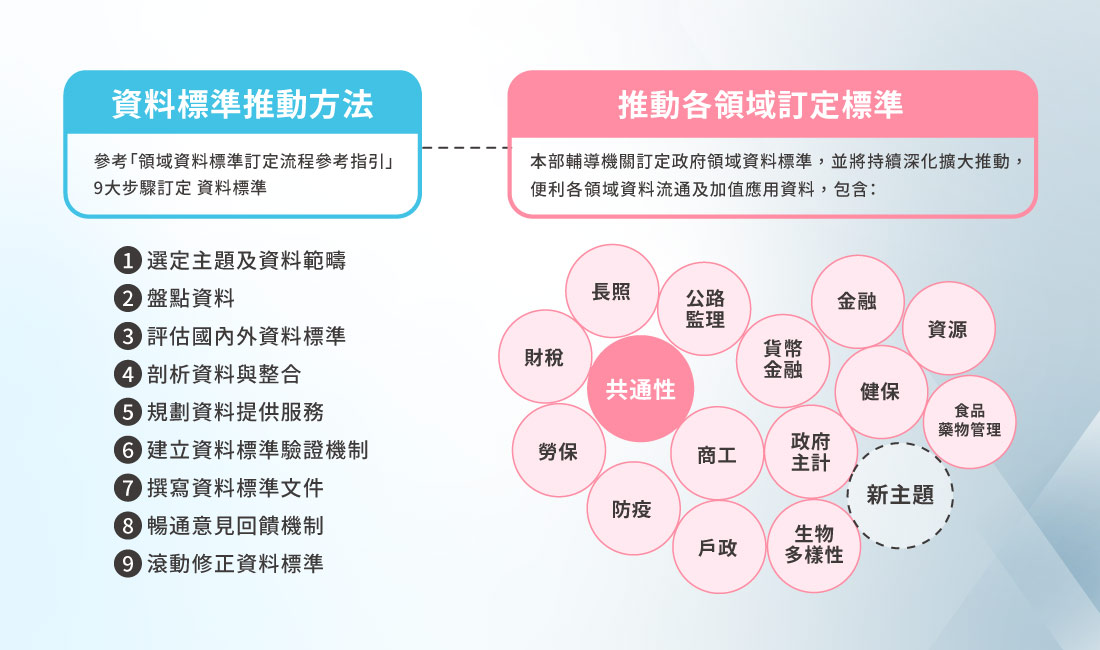 資料標準推動方法
參考「領域資料標準訂定流程參考指引」
9大步驟訂定 資料標準
1 選定主題及資料範疇
2 盤點資料
3 評估國內外資料標準
4 剖析資料與整合
5 規劃資料提供服務
6 建立資料標準驗證機制
7 撰寫資料標準文件
8 暢通意見回饋機制
9 滾動修正資料標準
推動各領域訂定標準
本部輔導機關訂定政府領域資料標準，並將持續深化擴大推動，
便利各領域資料流通及加值應用資料，包含：
長照
公路
監理
金融
資源
財稅
共通性
貨幣
金融
健保
食品
藥物管理
勞保
商工
政府
主計
新主題
防疫
戶政
生物
多樣性